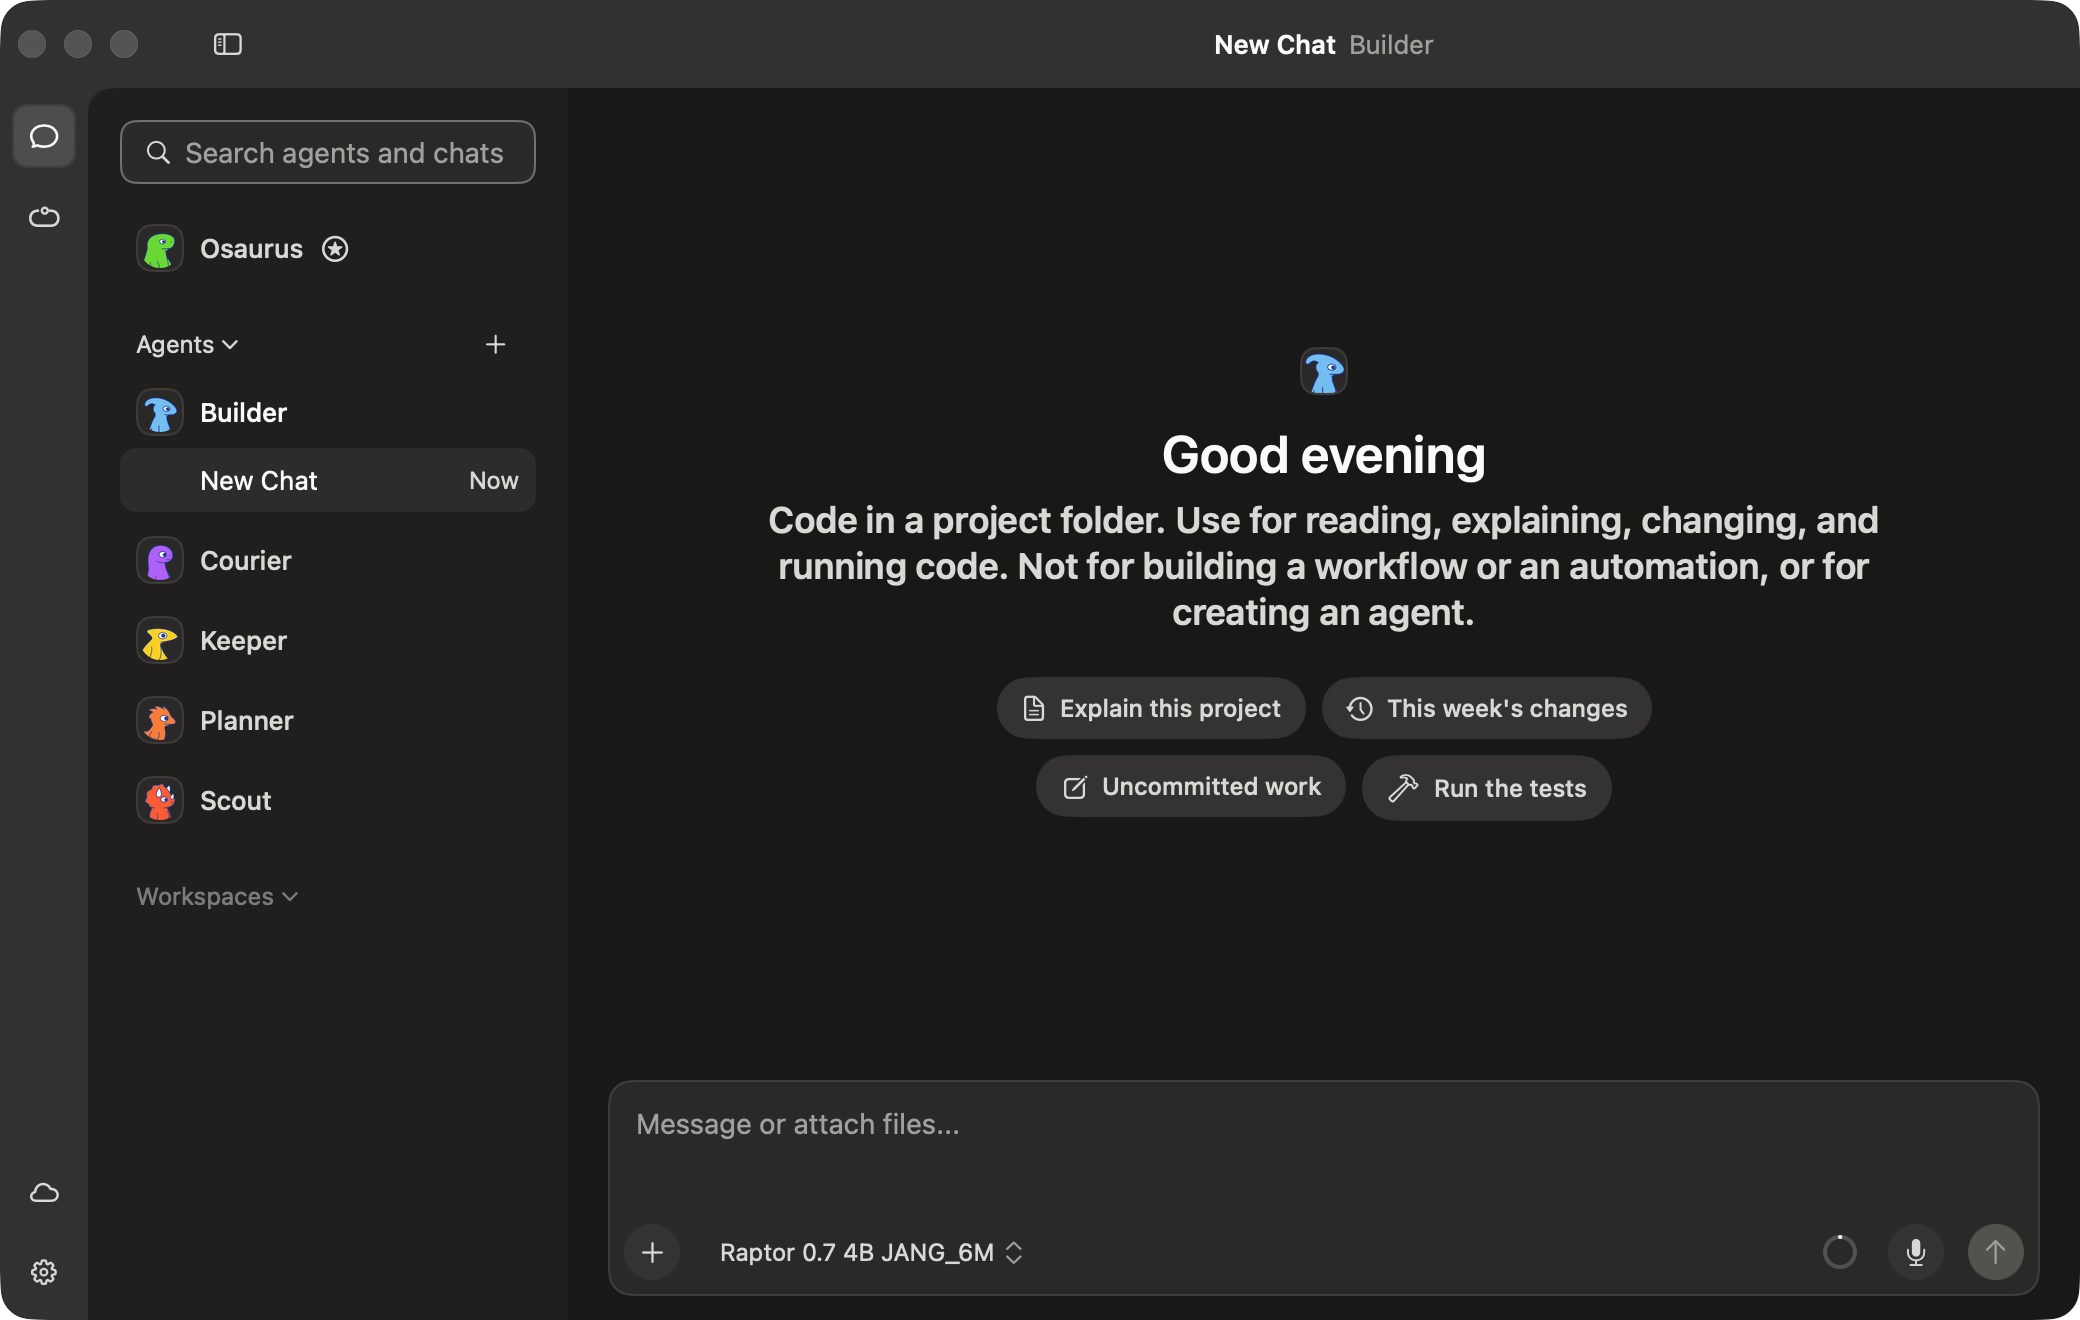 New Chat Builder
Search agents and chats
Osaurus
Agents
Builder
New Chat Now
Courier
Keeper
Planner
Scout
Workspaces
Good evening
Code in a project folder. Use for reading, explaining, changing, and
running code. Not for building a workflow or an automation, or for
creating an agent.
Explain this project
This week's changes
Uncommitted work
Run the tests
Message or attach files...
Raptor 0.7 4B JANG_6M